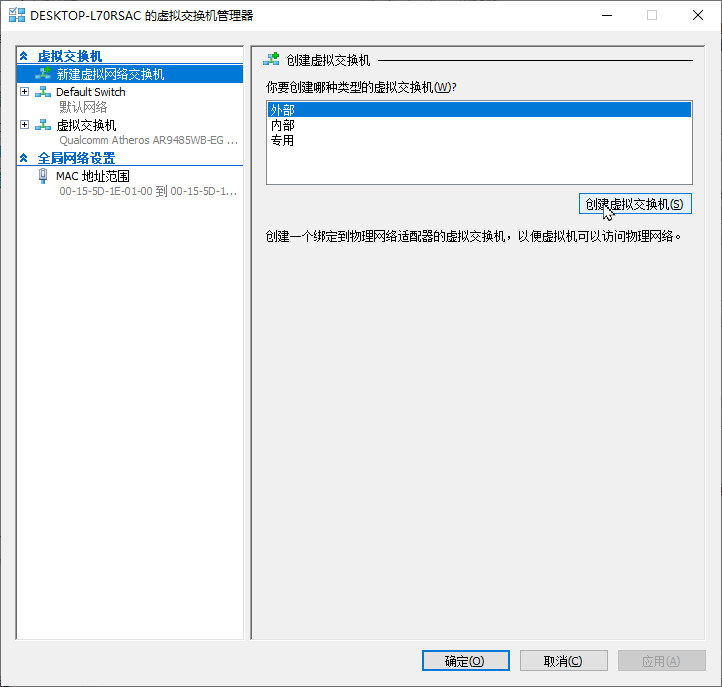 DESKTOP-L70RSAC 的虚拟交换机管理器
虚拟交换机
新建虚拟网络交换机
Default Switch
默认网络
虚拟交换机
Qualcomm Atheros AR9485WB-EG ...
全局网络设置
MAC 地址范围
00-15-5D-1E-01-00 到 00-15-5D-1...
创建虚拟交换机
你要创建哪种类型的虚拟交换机(W)?
外部
内部
专用
创建虚拟交换机(S)
创建一个绑定到物理网络适配器的虚拟交换机，以便虚拟机可以访问物理网络。
确定(O)
取消(C)
应用(A)